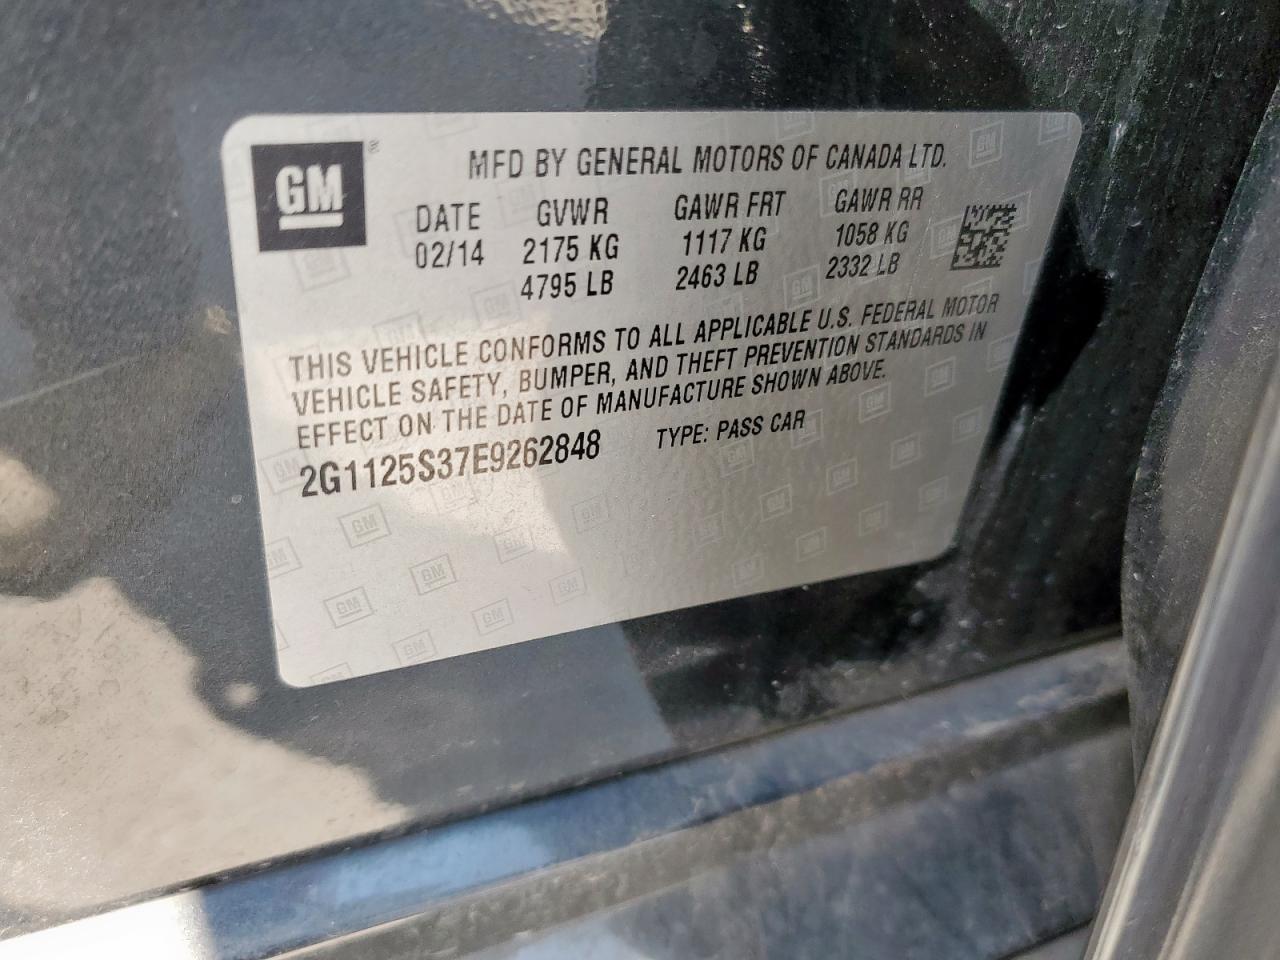 GM
MFD BY GENERAL MOTORS OF CANADA LTD.
DATE GVWR GAWR FRT GAWR RR
02/14 2175 KG 1117 KG 1058 KG
4795 LB 2463 LB 2332 LB
THIS VEHICLE CONFORMS TO ALL APPLICABLE U.S. FEDERAL MOTOR
VEHICLE SAFETY, BUMPER, AND THEFT PREVENTION STANDARDS IN
EFFECT ON THE DATE OF MANUFACTURE SHOWN ABOVE.
2G1125S37E9262848 TYPE: PASS CAR